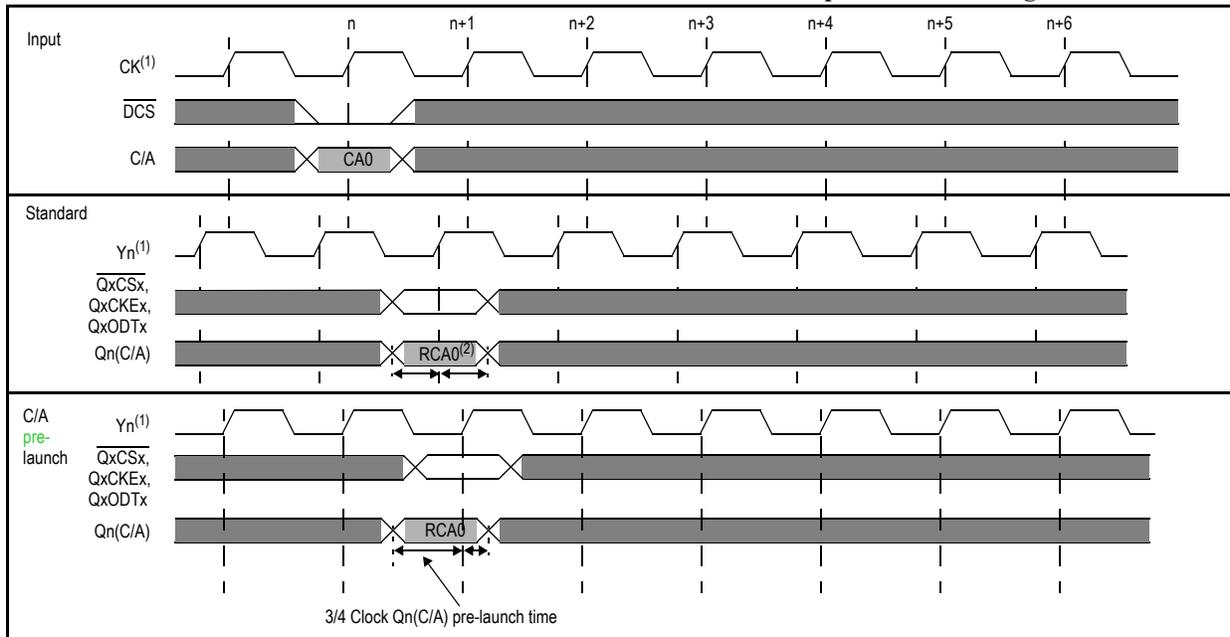 n n+1 n+2 n+3 n+4 n+5 n+6
Input
CK(1)
DCS
C/A CA0
Standard
Yn(1)
QxCSx,
QxCKEx,
QxODTx
Qn(C/A) RCA0(2)
C/A
pre-
launch
Yn(1)
QxCSx,
QxCKEx,
QxODTx
Qn(C/A) RCA0
3/4 Clock Qn(C/A) pre-launch time